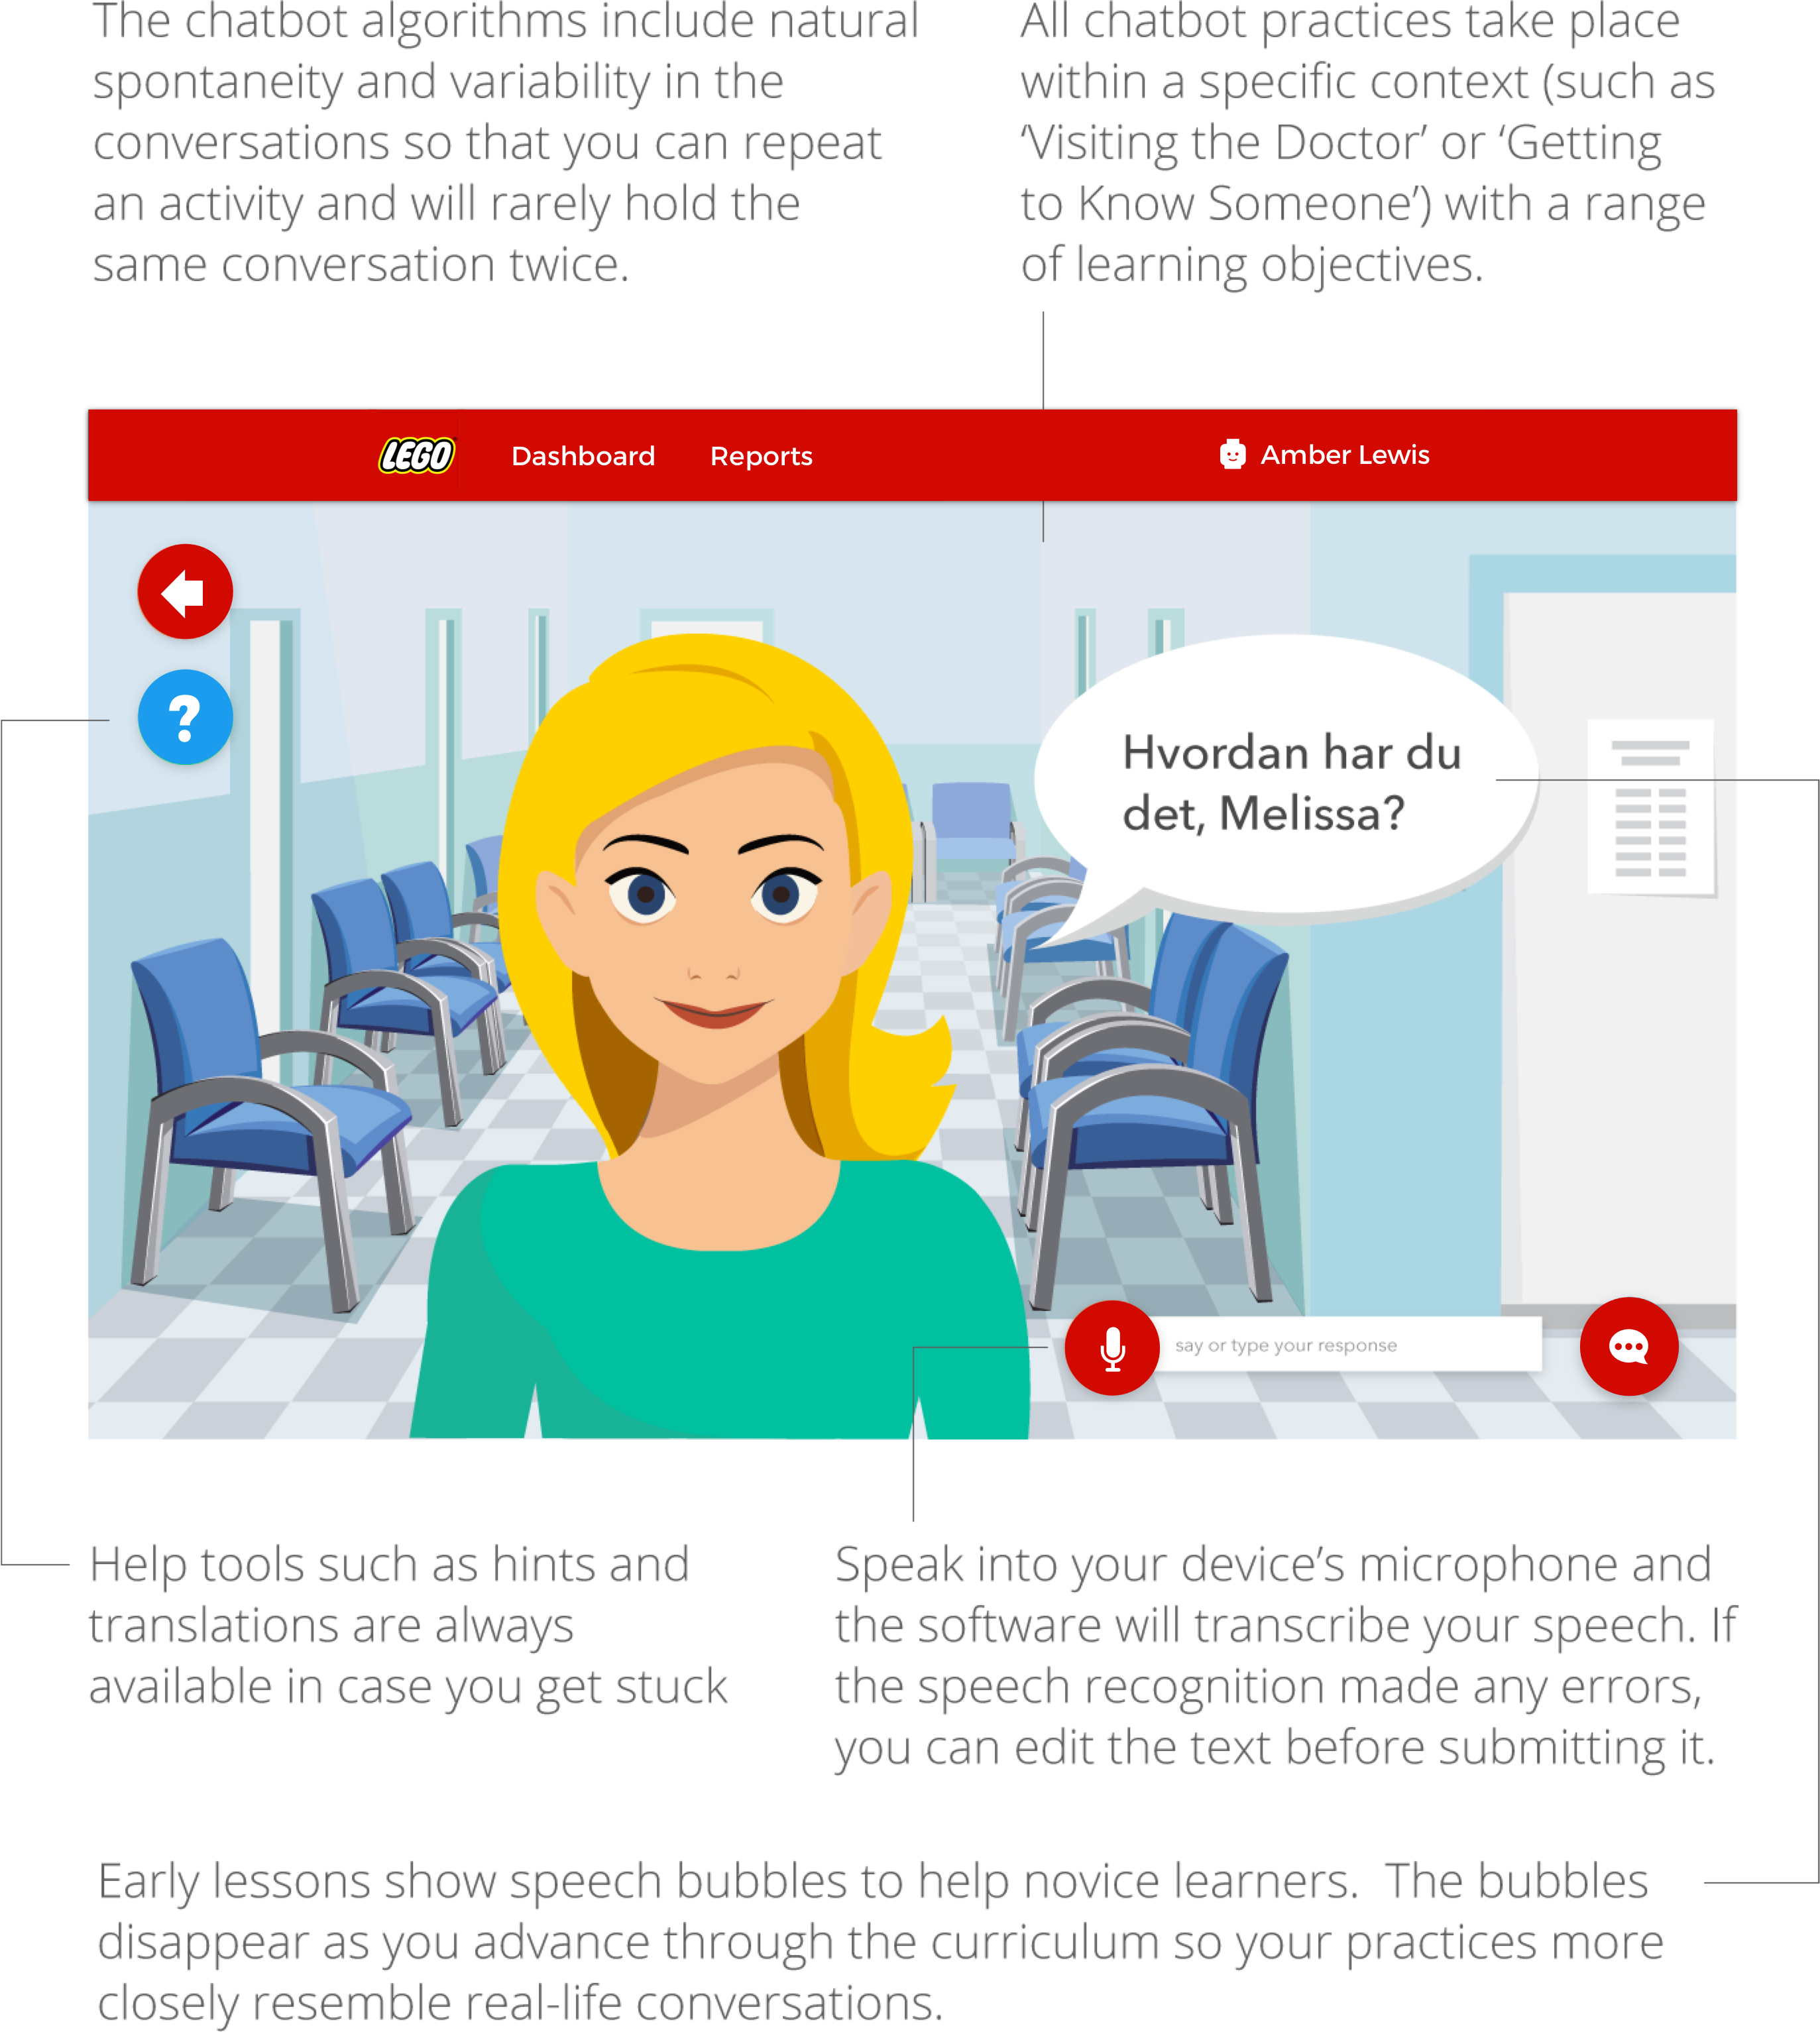 The chatbot algorithms include natural
spontaneity and variability in the
conversations so that you can repeat
an activity and will rarely hold the
same conversation twice.
All chatbot practices take place
within a specific context (such as
‘Visiting the Doctor’ or ‘Getting
to Know Someone’) with a range
of learning objectives.
LEGO Dashboard Reports Amber Lewis
?
Hvordan har du
det, Melissa?
say or type your response
Help tools such as hints and
translations are always
available in case you get stuck
Speak into your device’s microphone and
the software will transcribe your speech. If
the speech recognition made any errors,
you can edit the text before submitting it.
Early lessons show speech bubbles to help novice learners.  The bubbles
disappear as you advance through the curriculum so your practices more
closely resemble real-life conversations.